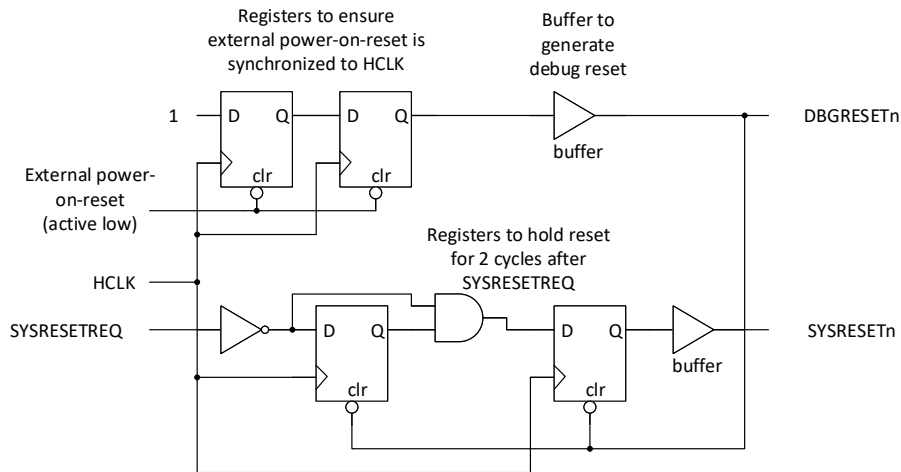 Registers to ensure
external power-on-reset is
synchronized to HCLK
Buffer to
generate
debug reset
1
D
Q
D
Q
DBGRESETn
buffer
clr
clr
External power-
on-reset
(active low)
Registers to hold reset
for 2 cycles after
SYSRESETREQ
HCLK
SYSRESETREQ
D
Q
D
Q
SYSRESETn
buffer
clr
clr